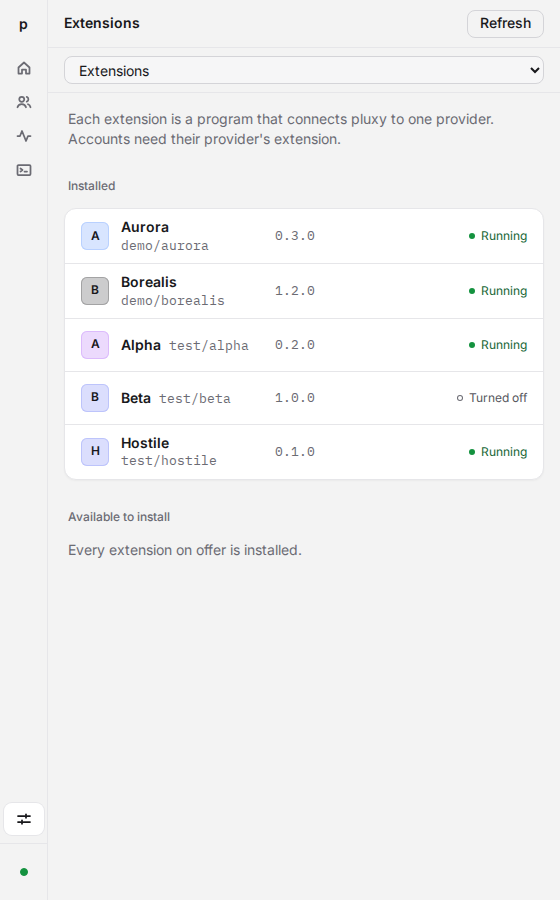 p
Extensions
Refresh
Extensions
Each extension is a program that connects pluxy to one provider.
Accounts need their provider's extension.
Installed
A
Aurora
demo/aurora
0.3.0
Running
B
Borealis
demo/borealis
1.2.0
Running
A
Alpha test/alpha
0.2.0
Running
B
Beta test/beta
1.0.0
Turned off
H
Hostile
test/hostile
0.1.0
Running
Available to install
Every extension on offer is installed.